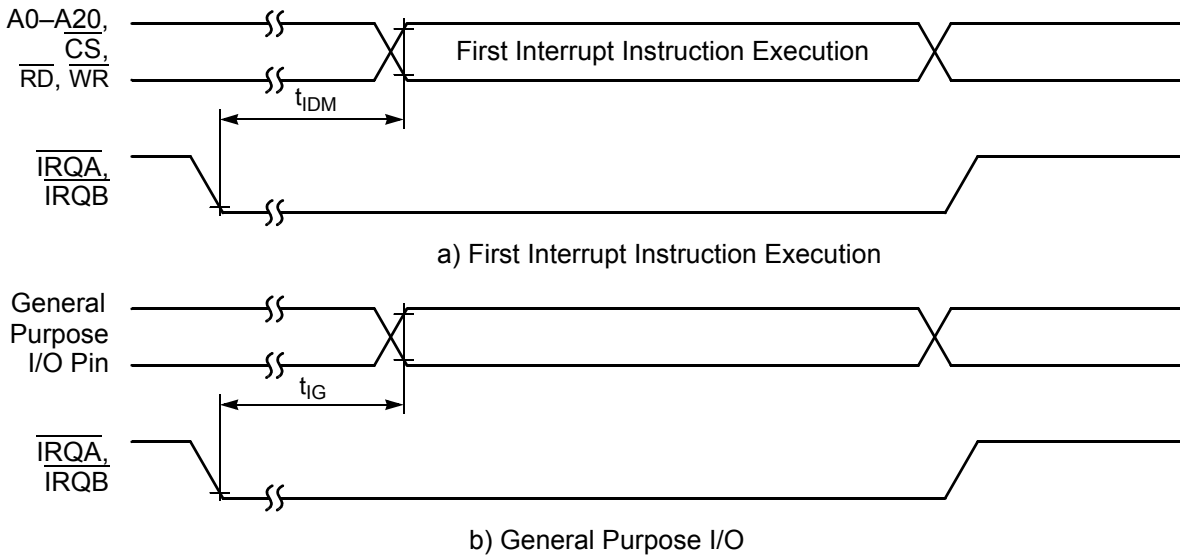 A0–A20,
CS,
RD, WR
First Interrupt Instruction Execution
tIDM
IRQA,
IRQB
a) First Interrupt Instruction Execution
General
Purpose
I/O Pin
tIG
IRQA,
IRQB
b) General Purpose I/O